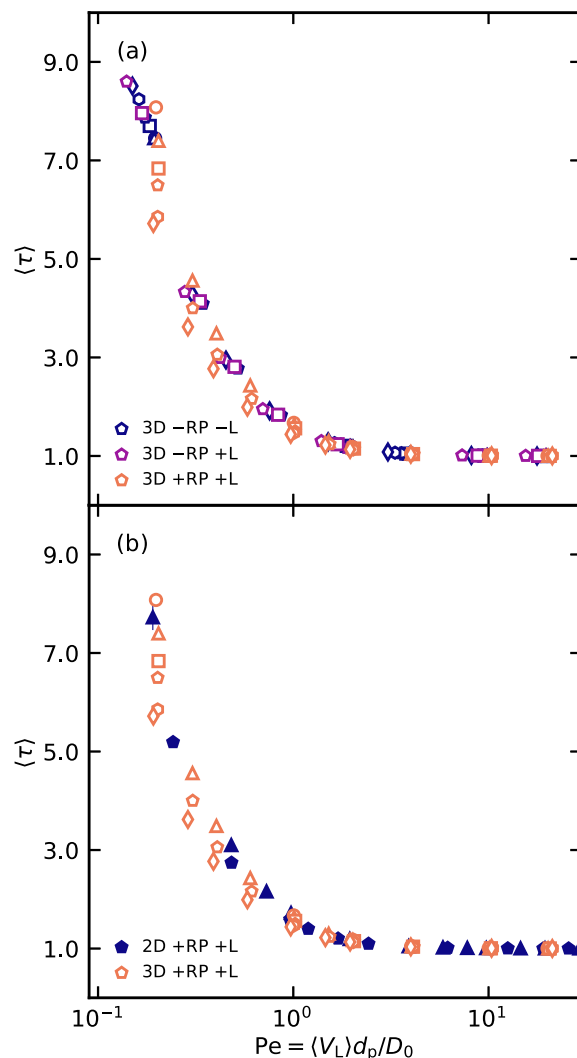 (a)
9.0
7.0
5.0
3.0
1.0
⟨τ⟩
3D −RP −L
3D −RP +L
3D +RP +L
(b)
9.0
7.0
5.0
3.0
1.0
⟨τ⟩
2D +RP +L
3D +RP +L
10⁻¹ 10⁰ 10¹
Pe = ⟨V_L⟩d_p/D₀